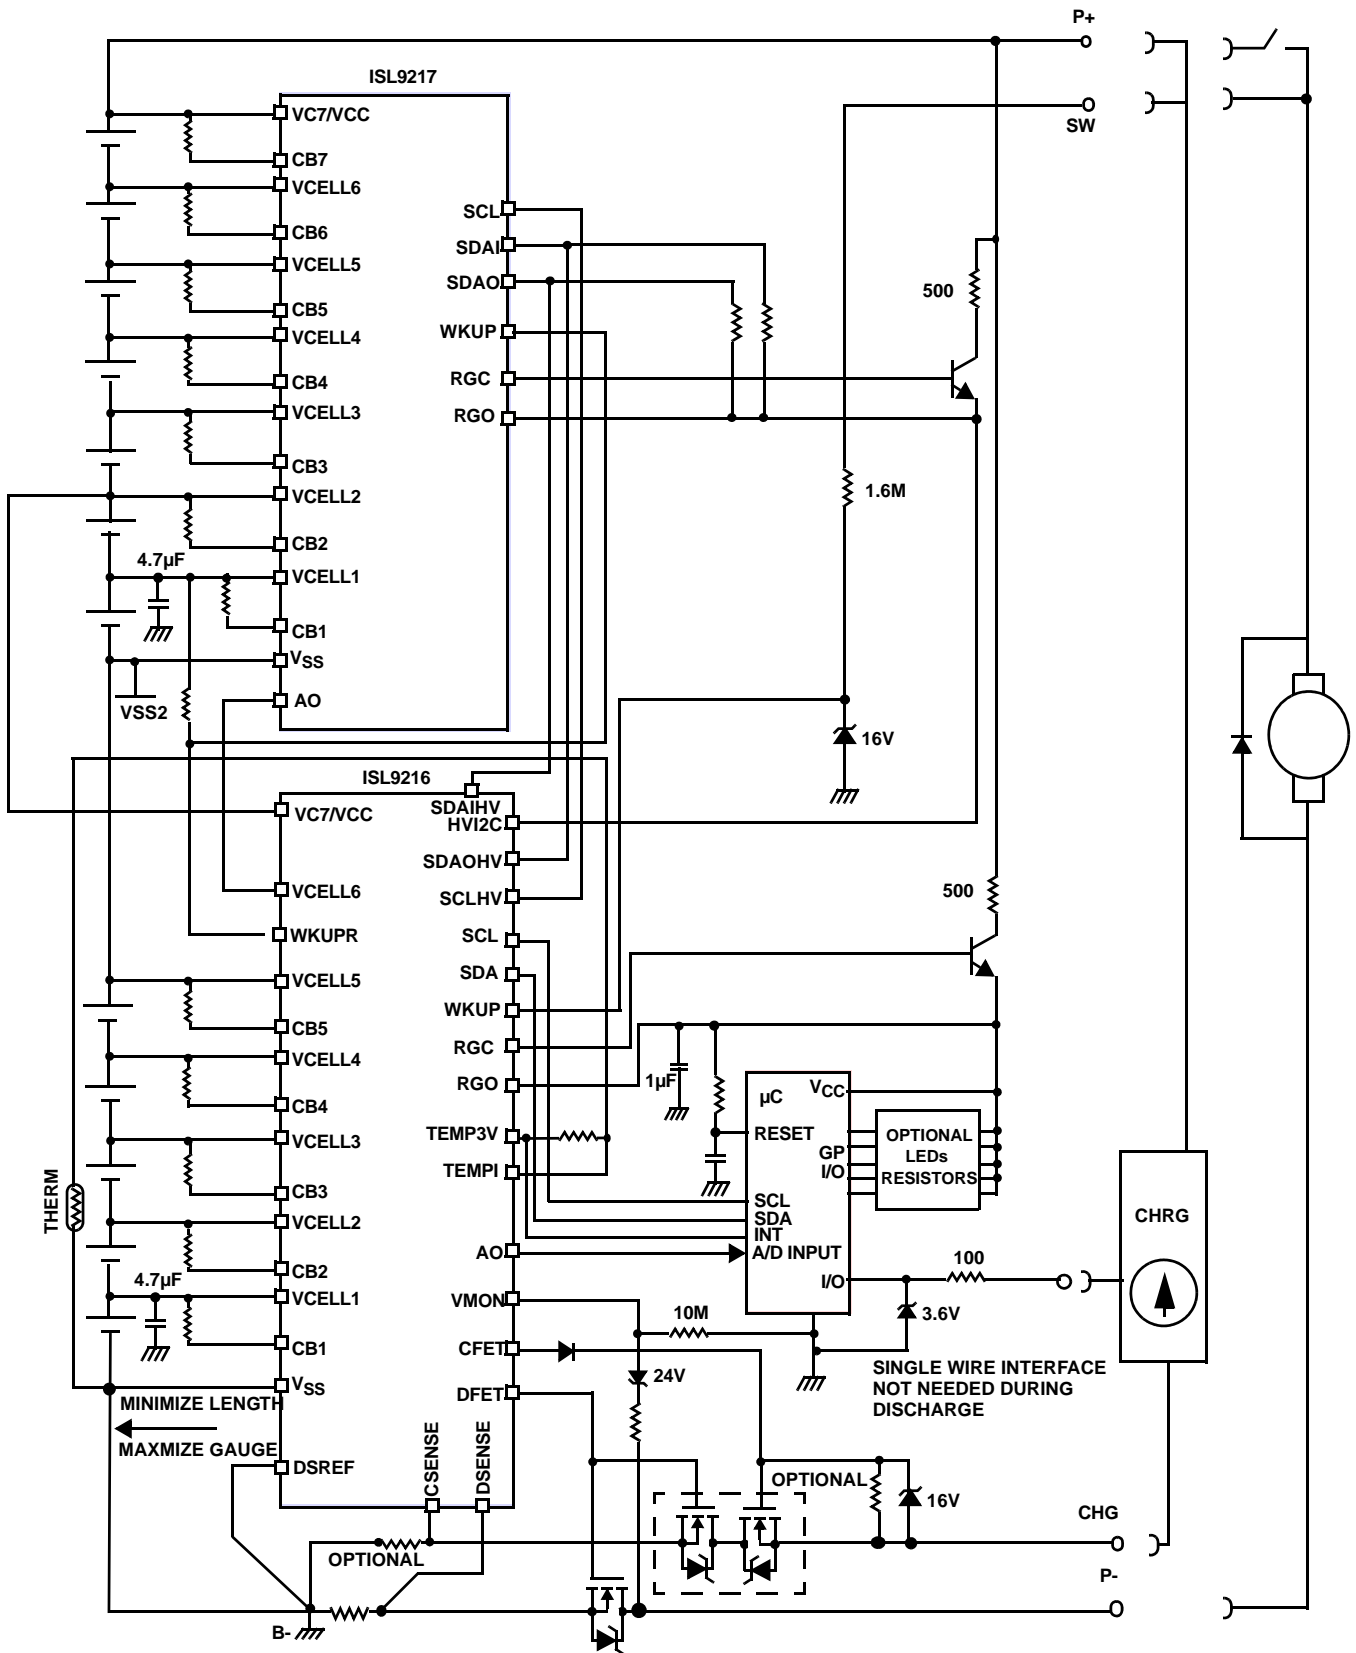 P+
ISL9217
VC7/VCC
SW
CB7
VCELL6
SCL
CB6
SDAI
VCELL5
SDAO
500
CB5
WKUP
VCELL4
CB4
RGC
VCELL3
RGO
CB3
VCELL2
1.6M
CB2
4.7µF
VCELL1
CB1
VSS
AO
VSS2
16V
ISL9216
SDAIHV
VC7/VCC
HVI2C
SDAOHV
VCELL6
500
SCLHV
WKUPR
SCL
SDA
VCELL5
WKUP
CB5
RGC
VCELL4
1µF
RGO
VCC
µC
CB4
TEMP3V
RESET
OPTIONAL
LEDs
RESISTORS
VCELL3
GP
I/O
TEMPI
THERM
CB3
SCL
SDA
INT
A/D INPUT
CHRG
VCELL2
AO
CB2
4.7µF
100
I/O
VCELL1
VMON
10M
3.6V
CB1
CFET
SINGLE WIRE INTERFACE
NOT NEEDED DURING
DISCHARGE
24V
VSS
DFET
MINIMIZE LENGTH
MAXMIZE GAUGE
CSENSE
DSENSE
DSREF
OPTIONAL
16V
CHG
OPTIONAL
P-
B-